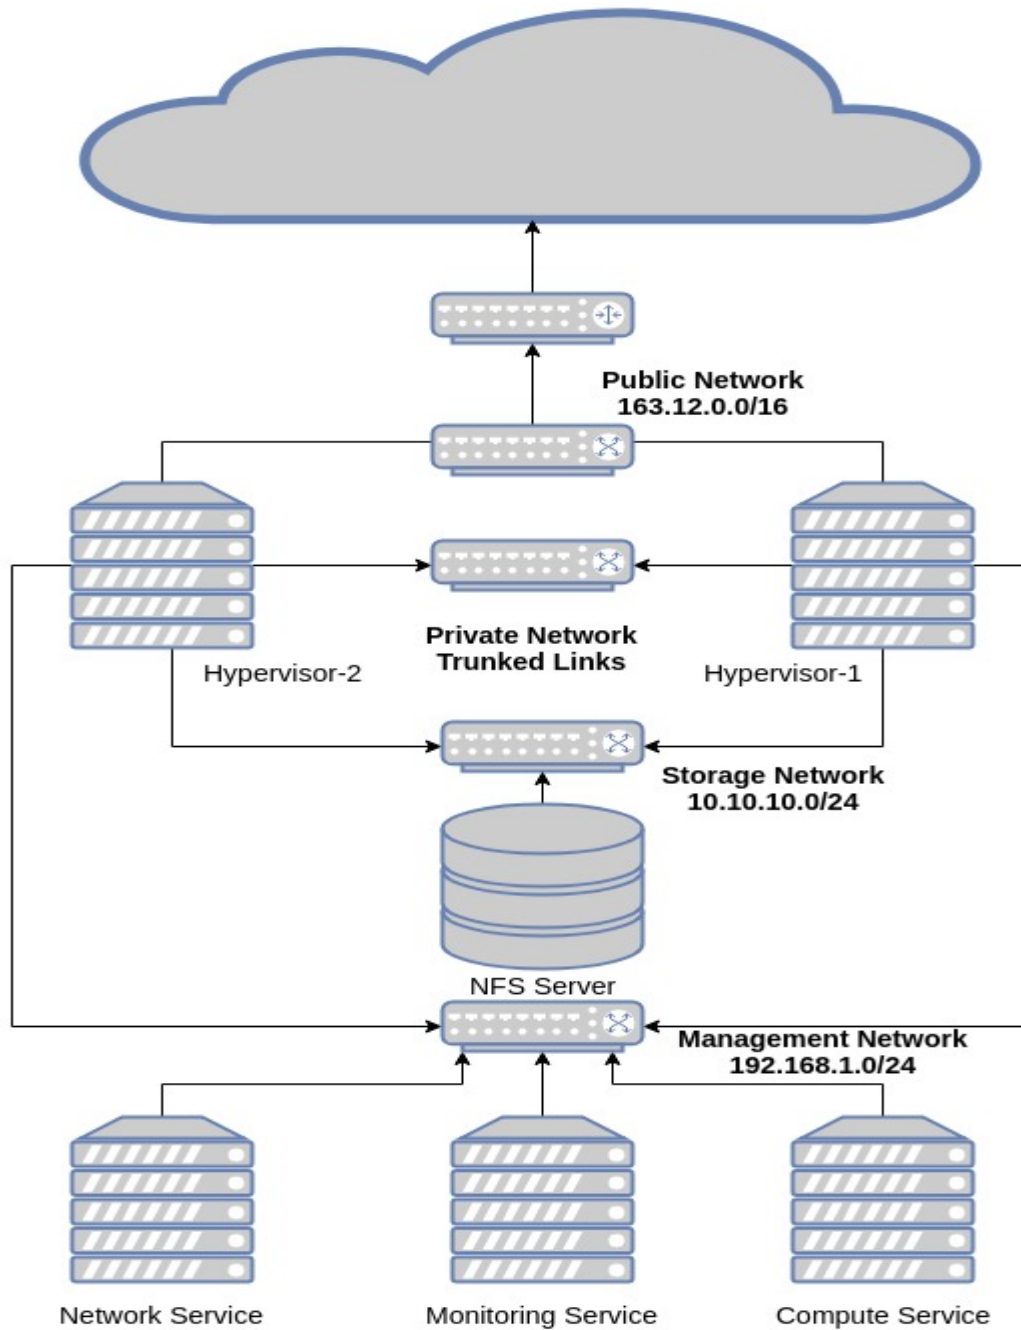 Public Network
163.12.0.0/16
Private Network
Trunked Links
Hypervisor-2
Hypervisor-1
Storage Network
10.10.10.0/24
NFS Server
Management Network
192.168.1.0/24
Network Service
Monitoring Service
Compute Service